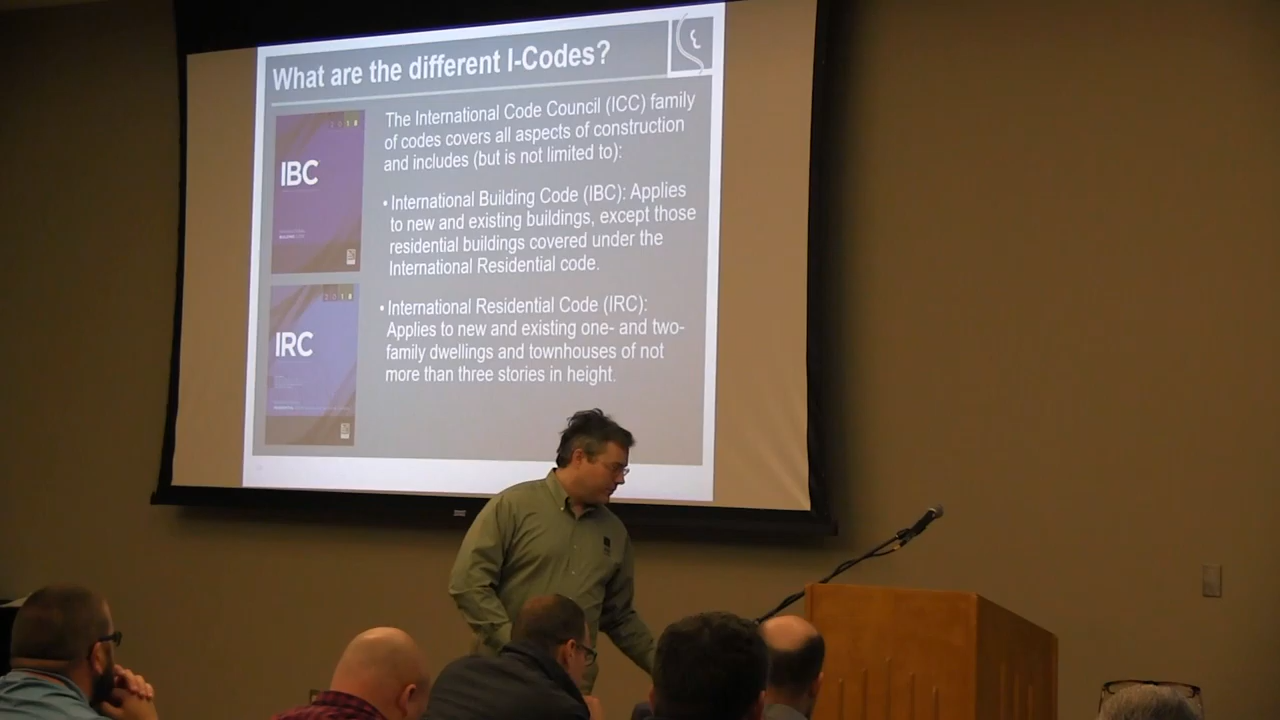 What are the different I-Codes?
The International Code Council (ICC) family
of codes covers all aspects of construction
and includes (but is not limited to):
• International Building Code (IBC): Applies
to new and existing buildings, except those
residential buildings covered under the
International Residential code.
• International Residential Code (IRC):
Applies to new and existing one- and two-
family dwellings and townhouses of not
more than three stories in height.
IBC
IRC